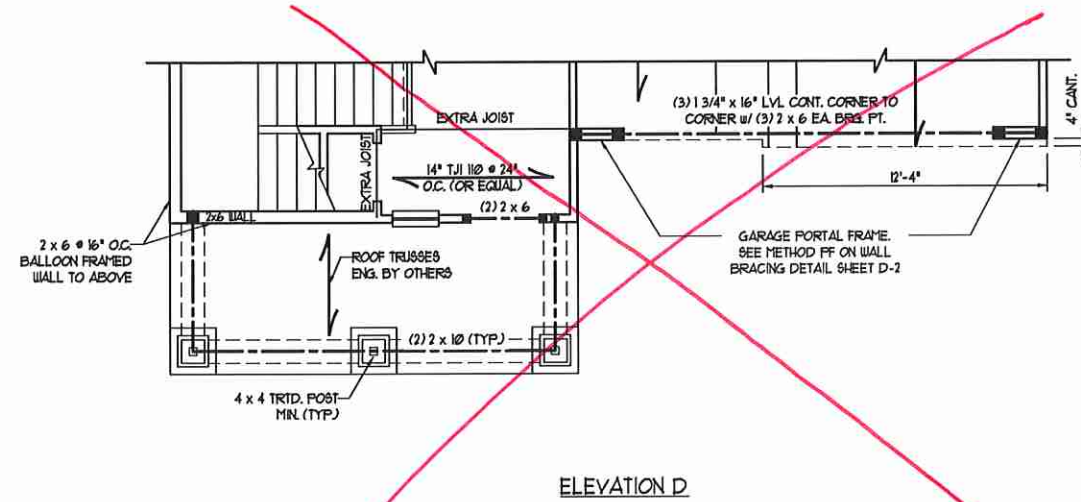 (3) 1 3/4" x 16" LVL CONT. CORNER TO
CORNER w/ (3) 2 x 6 EA. BRG. PT.
4" CANT.
EXTRA JOIST
EXTRA JOIST
14" TJI 110 @ 24"
O.C. (OR EQUAL)
12'-4"
(2) 2 x 6
2x6 WALL
2 x 6 @ 16" O.C.
BALLOON FRAMED
WALL TO ABOVE
ROOF TRUSSES
ENG. BY OTHERS
GARAGE PORTAL FRAME.
SEE METHOD PF ON WALL
BRACING DETAIL SHEET D-2
(2) 2 x 10 (TYP.)
4 x 4 TRTD. POST
MIN. (TYP.)
ELEVATION D